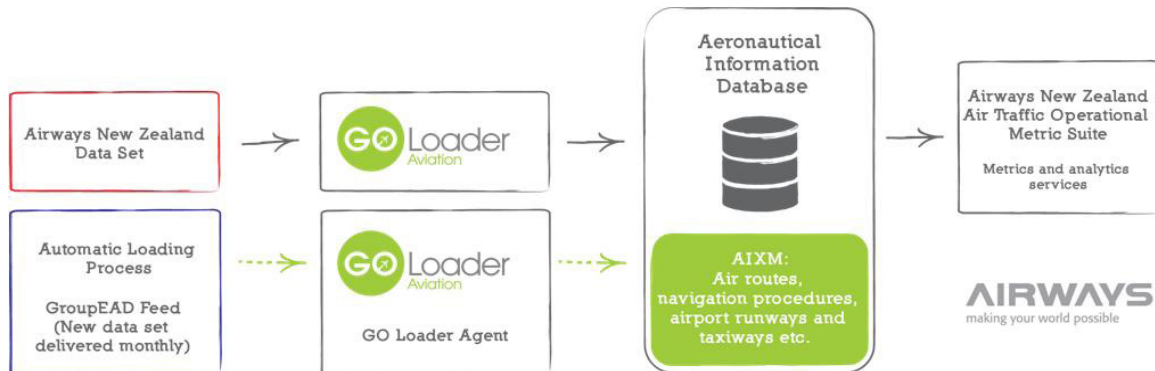 Airways New Zealand
Data Set
GO Loader
Aviation
Aeronautical
Information
Database
Airways New Zealand
Air Traffic Operational
Metric Suite
Metrics and analytics
services
Automatic Loading
Process
GroupEAD Feed
(New data set
delivered monthly)
GO Loader
Aviation
GO Loader Agent
AIXM:
Air routes,
navigation procedures,
airport runways and
taxiways etc.
AIRWAYS
making your world possible